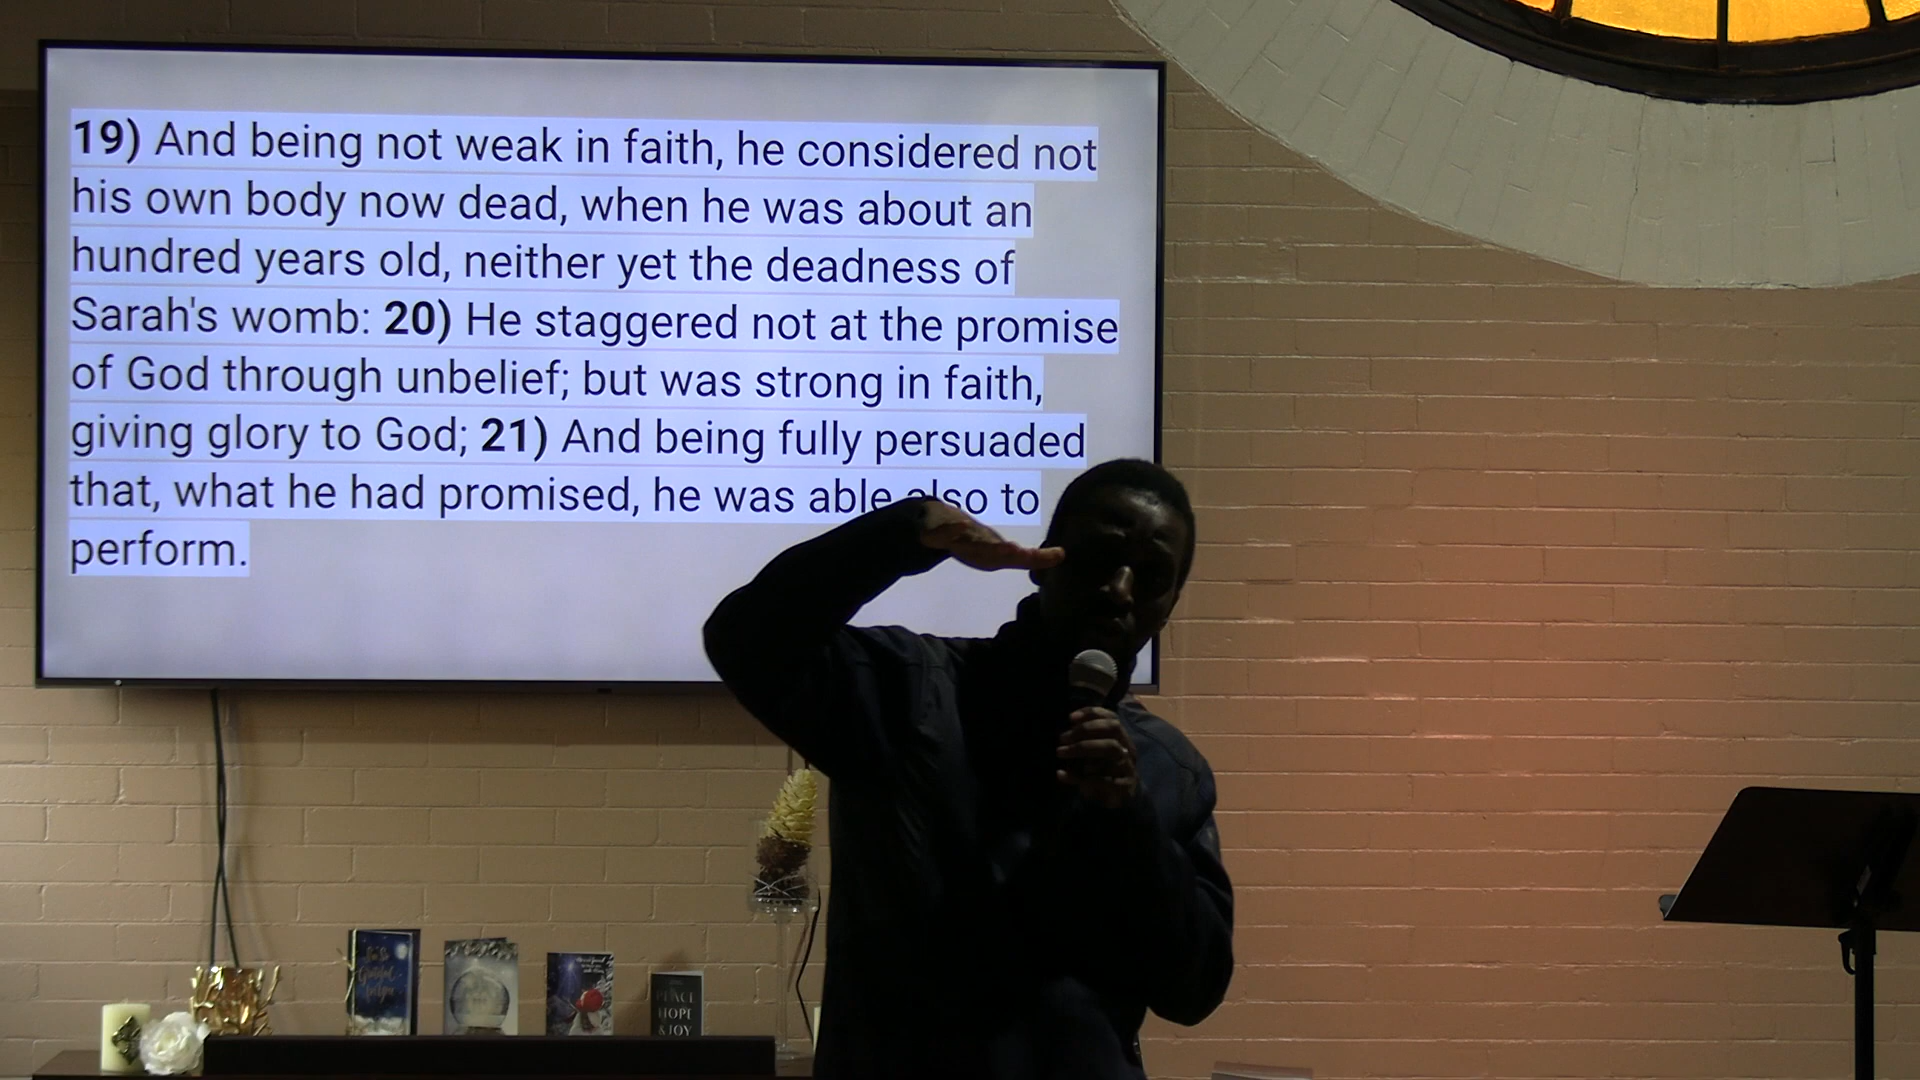 19) And being not weak in faith, he considered not
his own body now dead, when he was about an
hundred years old, neither yet the deadness of
Sarah's womb: 20) He staggered not at the promise
of God through unbelief; but was strong in faith,
giving glory to God; 21) And being fully persuaded
that, what he had promised, he was able also to
perform.
PEACE
HOPE
& JOY